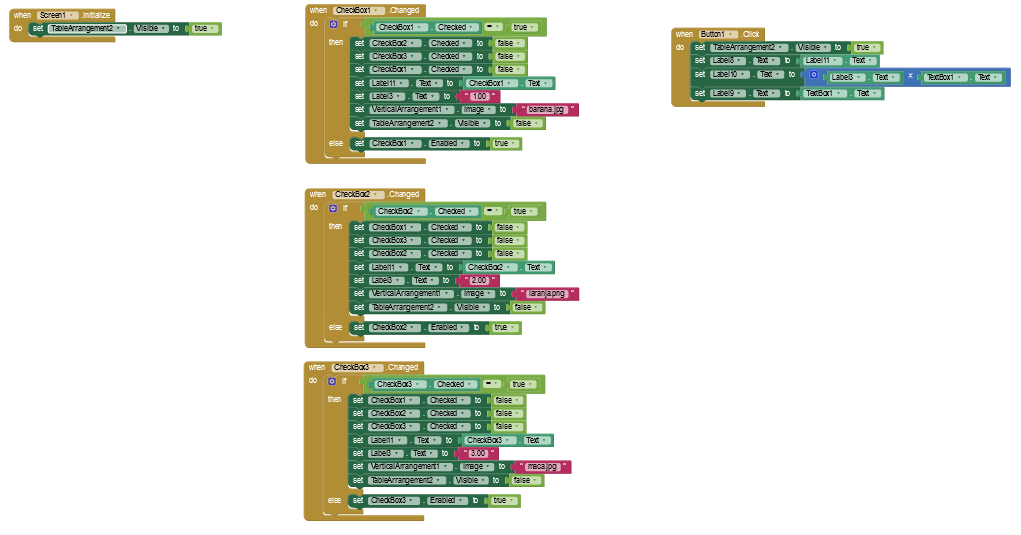 when Screen1 .Initialize
do set TableArrangement2 . Visible to true
when CheckBox1 .Changed
do if CheckBox1 . Checked = true
then set CheckBox2 . Checked to false
set CheckBox3 . Checked to false
set CheckBox1 . Checked to false
set Label11 . Text to CheckBox1 . Text
set Label3 . Text to " 1.00 "
set VerticalArrangement1 . Image to " banana.jpg "
set TableArrangement2 . Visible to false
else set CheckBox1 . Enabled to true
when CheckBox2 .Changed
do if CheckBox2 . Checked = true
then set CheckBox1 . Checked to false
set CheckBox3 . Checked to false
set CheckBox2 . Checked to false
set Label11 . Text to CheckBox2 . Text
set Label3 . Text to " 2.00 "
set VerticalArrangement1 . Image to " laranja.png "
set TableArrangement2 . Visible to false
else set CheckBox2 . Enabled to true
when CheckBox3 .Changed
do if CheckBox3 . Checked = true
then set CheckBox1 . Checked to false
set CheckBox2 . Checked to false
set CheckBox3 . Checked to false
set Label11 . Text to CheckBox3 . Text
set Label3 . Text to " 3.00 "
set VerticalArrangement1 . Image to " maca.jpg "
set TableArrangement2 . Visible to false
else set CheckBox3 . Enabled to true
when Button1 .Click
do set TableArrangement2 . Visible to true
set Label8 . Text to Label11 . Text
set Label10 . Text to Label3 . Text × TextBox1 . Text
set Label9 . Text to TextBox1 . Text